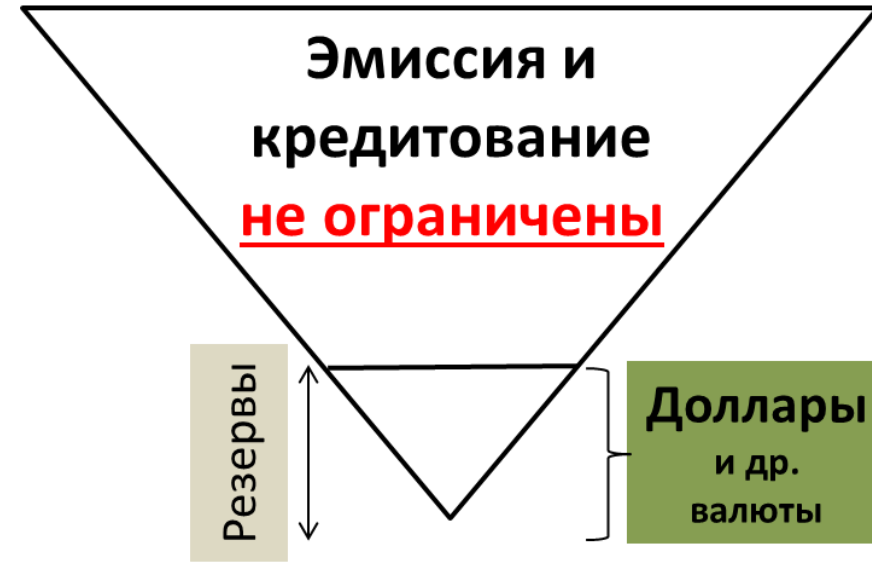 Эмиссия и
кредитование
не ограничены
Резервы
Доллары
и др.
валюты